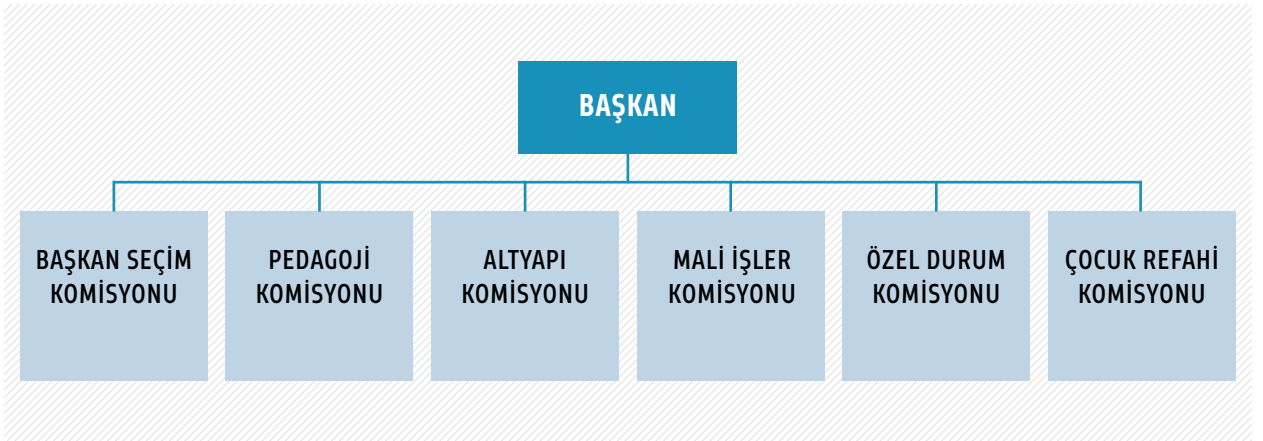 BAŞKAN
BAŞKAN SEÇİM
KOMİSYONU
PEDAGOJİ
KOMİSYONU
ALTYAPI
KOMİSYONU
MALİ İŞLER
KOMİSYONU
ÖZEL DURUM
KOMİSYONU
ÇOCUK REFAHİ
KOMİSYONU